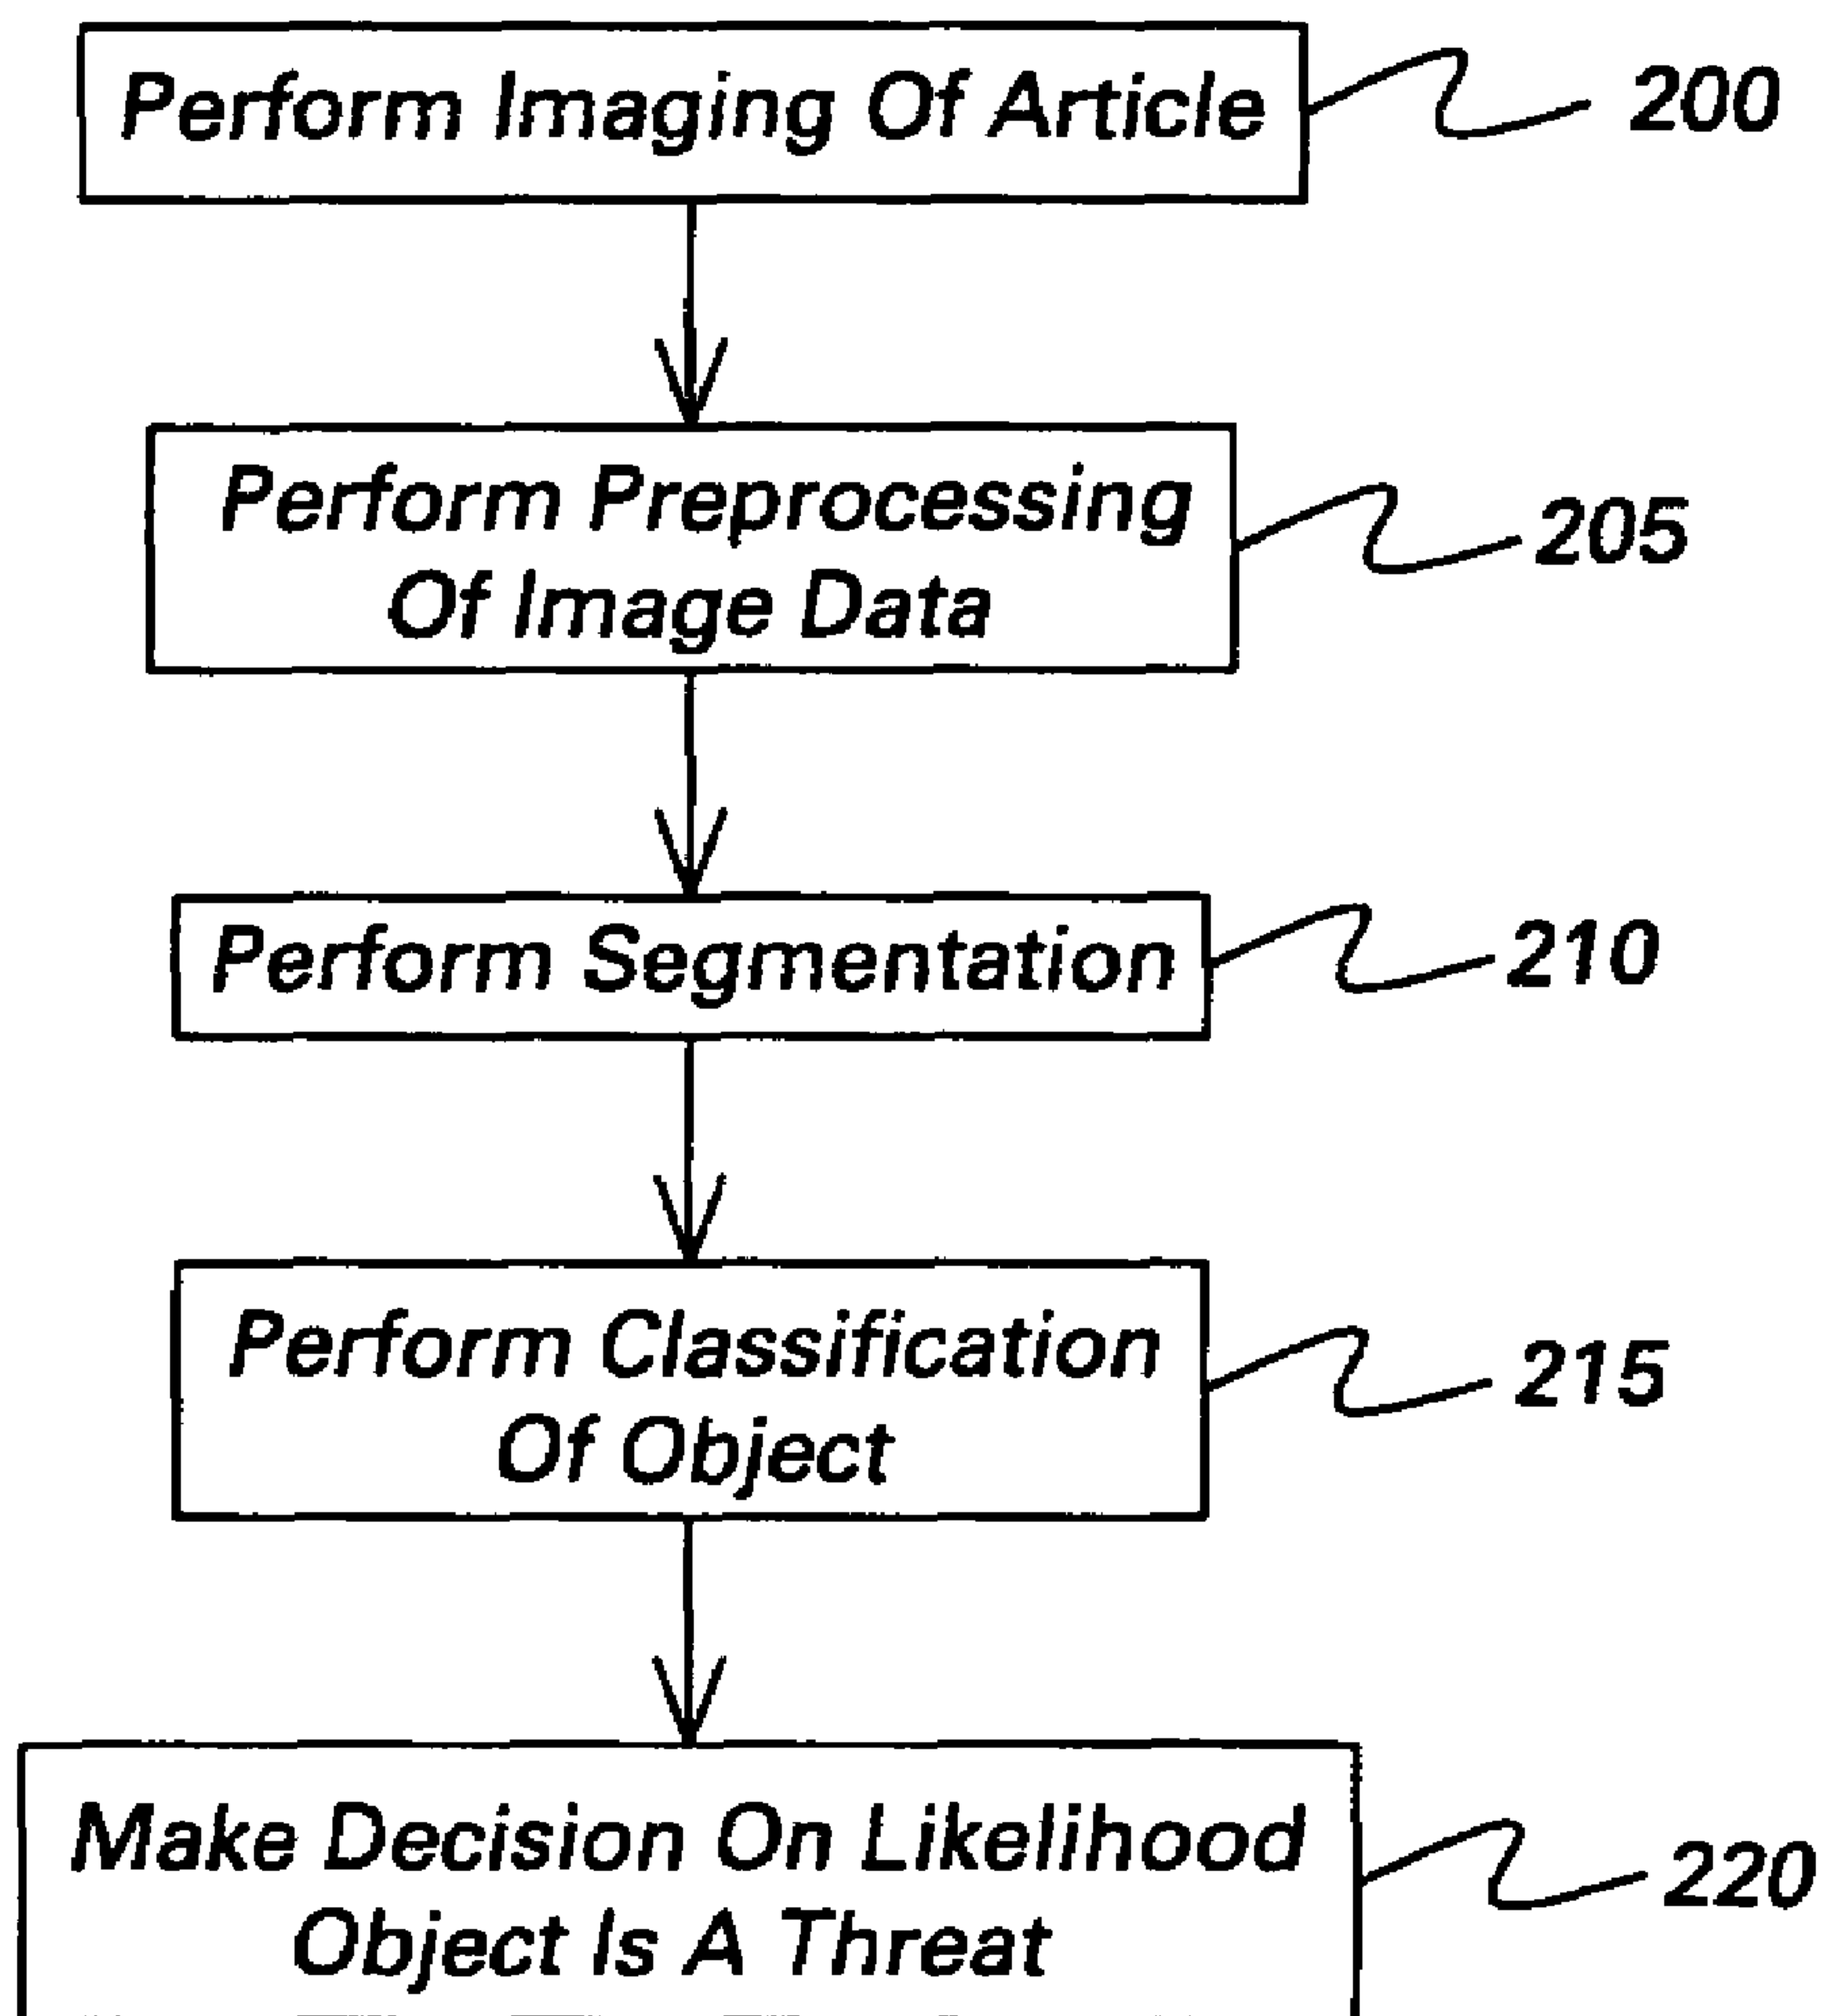 Perform Imaging Of Article
200
Perform Preprocessing
Of Image Data
205
Perform Segmentation
210
Perform Classification
Of Object
215
Make Decision On Likelihood
Object Is A Threat
220